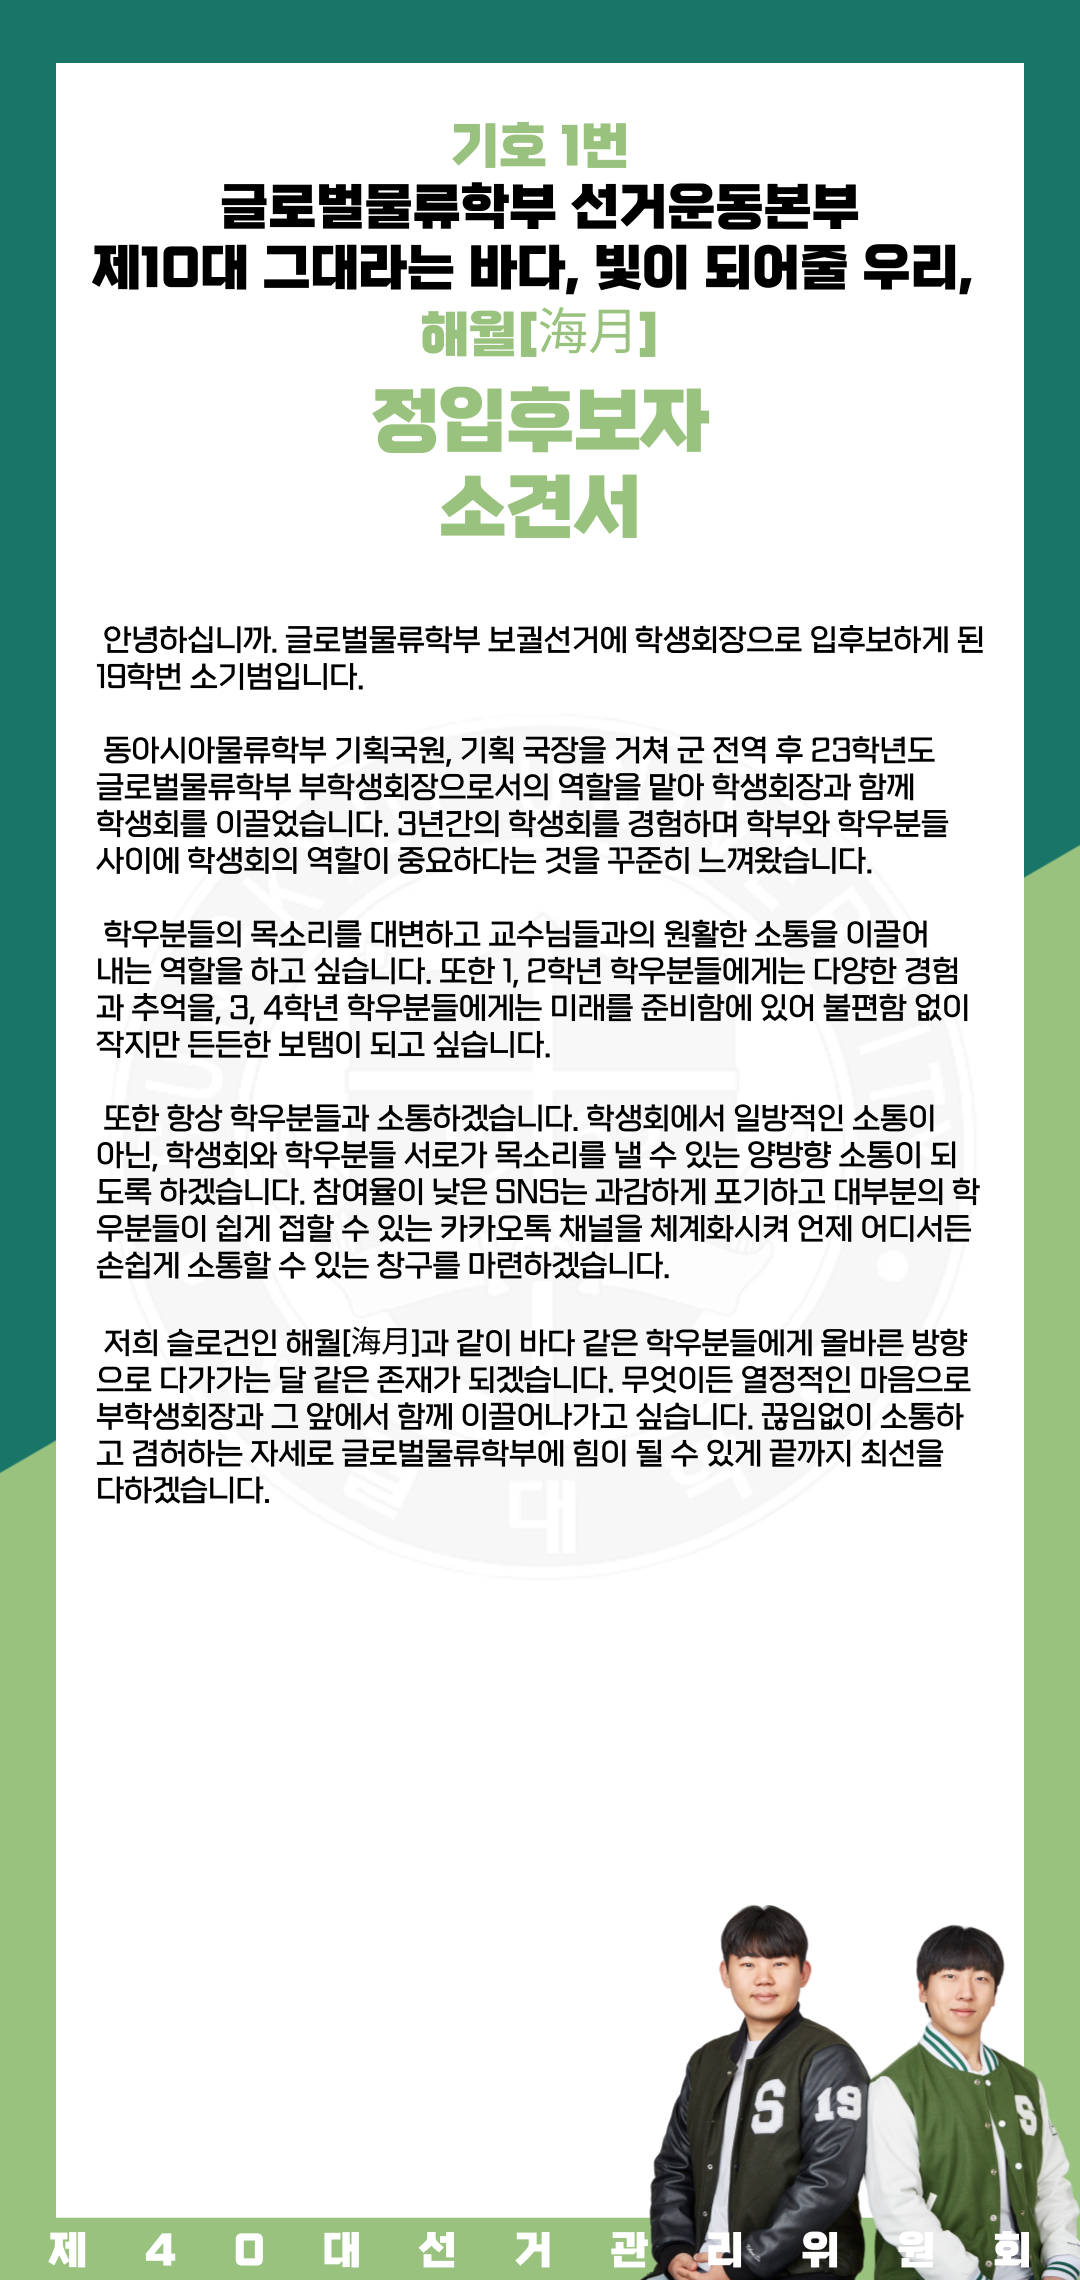 기호 1번
글로벌물류학부 선거운동본부
제10대 그대라는 바다, 빛이 되어줄 우리,
해월[海月]
정입후보자
소견서
안녕하십니까. 글로벌물류학부 보궐선거에 학생회장으로 입후보하게 된
19학번 소기범입니다.
동아시아물류학부 기획국원, 기획 국장을 거쳐 군 전역 후 23학년도
글로벌물류학부 부학생회장으로서의 역할을 맡아 학생회장과 함께
학생회를 이끌었습니다. 3년간의 학생회를 경험하며 학부와 학우분들
사이에 학생회의 역할이 중요하다는 것을 꾸준히 느껴왔습니다.
학우분들의 목소리를 대변하고 교수님들과의 원활한 소통을 이끌어
내는 역할을 하고 싶습니다. 또한 1, 2학년 학우분들에게는 다양한 경험
과 추억을, 3, 4학년 학우분들에게는 미래를 준비함에 있어 불편함 없이
작지만 든든한 보탬이 되고 싶습니다.
또한 항상 학우분들과 소통하겠습니다. 학생회에서 일방적인 소통이
아닌, 학생회와 학우분들 서로가 목소리를 낼 수 있는 양방향 소통이 되
도록 하겠습니다. 참여율이 낮은 SNS는 과감하게 포기하고 대부분의 학
우분들이 쉽게 접할 수 있는 카카오톡 채널을 체계화시켜 언제 어디서든
손쉽게 소통할 수 있는 창구를 마련하겠습니다.
저희 슬로건인 해월[海月]과 같이 바다 같은 학우분들에게 올바른 방향
으로 다가가는 달 같은 존재가 되겠습니다. 무엇이든 열정적인 마음으로
부학생회장과 그 앞에서 함께 이끌어나가고 싶습니다. 끊임없이 소통하
고 겸허하는 자세로 글로벌물류학부에 힘이 될 수 있게 끝까지 최선을
다하겠습니다.
S 19
S
제40대선거관리위원회